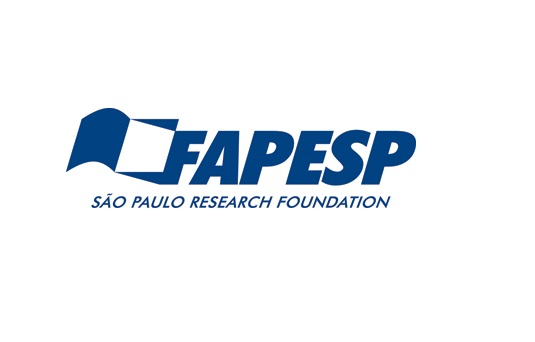 FAPESP
SÃO PAULO RESEARCH FOUNDATION